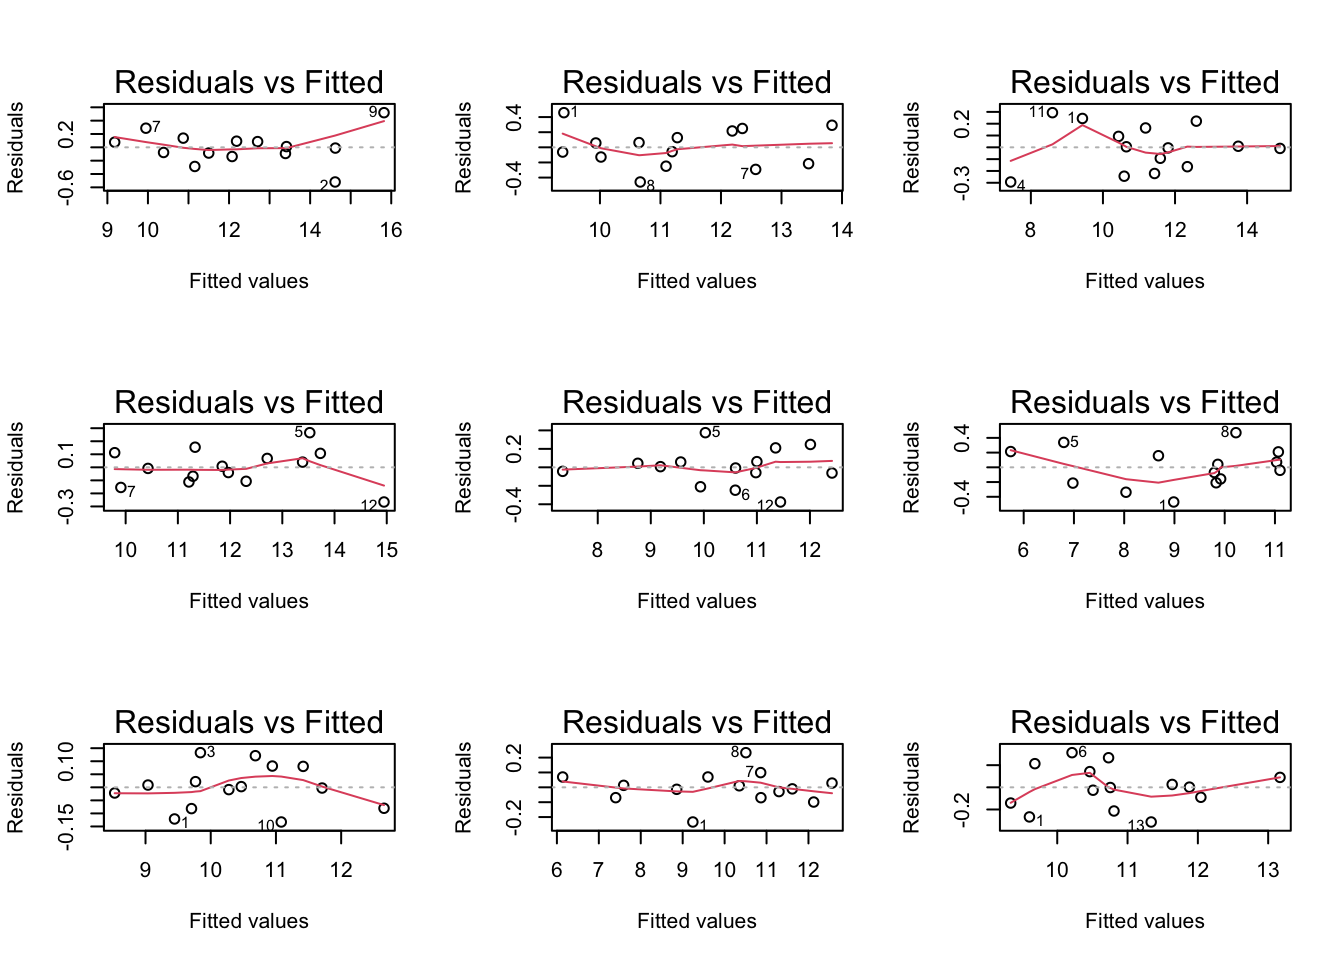 Residuals vs Fitted
Residuals
-0.6 0.2
7
9
2
9 10 12 14 16
Fitted values
Residuals vs Fitted
Residuals
-0.4 0.4
1
8
7
10 11 12 13 14
Fitted values
Residuals vs Fitted
Residuals
-0.3 0.2
11
1
4
8 10 12 14
Fitted values
Residuals vs Fitted
Residuals
-0.3 0.1
5
7
12
10 11 12 13 14 15
Fitted values
Residuals vs Fitted
Residuals
-0.4 0.2
5
6
12
8 9 10 11 12
Fitted values
Residuals vs Fitted
Residuals
-0.4 0.4
5
8
1
6 7 8 9 10 11
Fitted values
Residuals vs Fitted
Residuals
-0.15 0.10
3
1
10
9 10 11 12
Fitted values
Residuals vs Fitted
Residuals
-0.2 0.2
8
7
1
6 7 8 9 10 11 12
Fitted values
Residuals vs Fitted
Residuals
-0.2
6
1
13
10 11 12 13
Fitted values